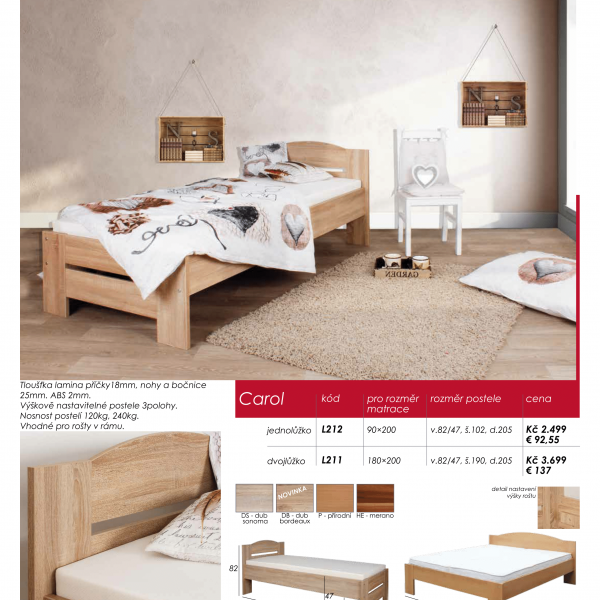 N S
N S
GARDEN
Tloušťka lamina příčky18mm, nohy a bočnice
25mm. ABS 2mm.
Výškově nastavitelné postele 3polohy.
Nosnost postelí 120kg, 240kg.
Vhodné pro rošty v rámu.
Carol kód pro rozměr matrace rozměr postele cena
jednolůžko L212 90×200 v.82/47, š.102, d.205 Kč 2.499
€ 92,55
dvojlůžko L211 180×200 v.82/47, š.190, d.205 Kč 3.699
€ 137
NOVINKA
DS - dub sonoma
DB - dub bordeaux
P - přírodní
HE - merano
detail nastavení
výšky roštu
82
47